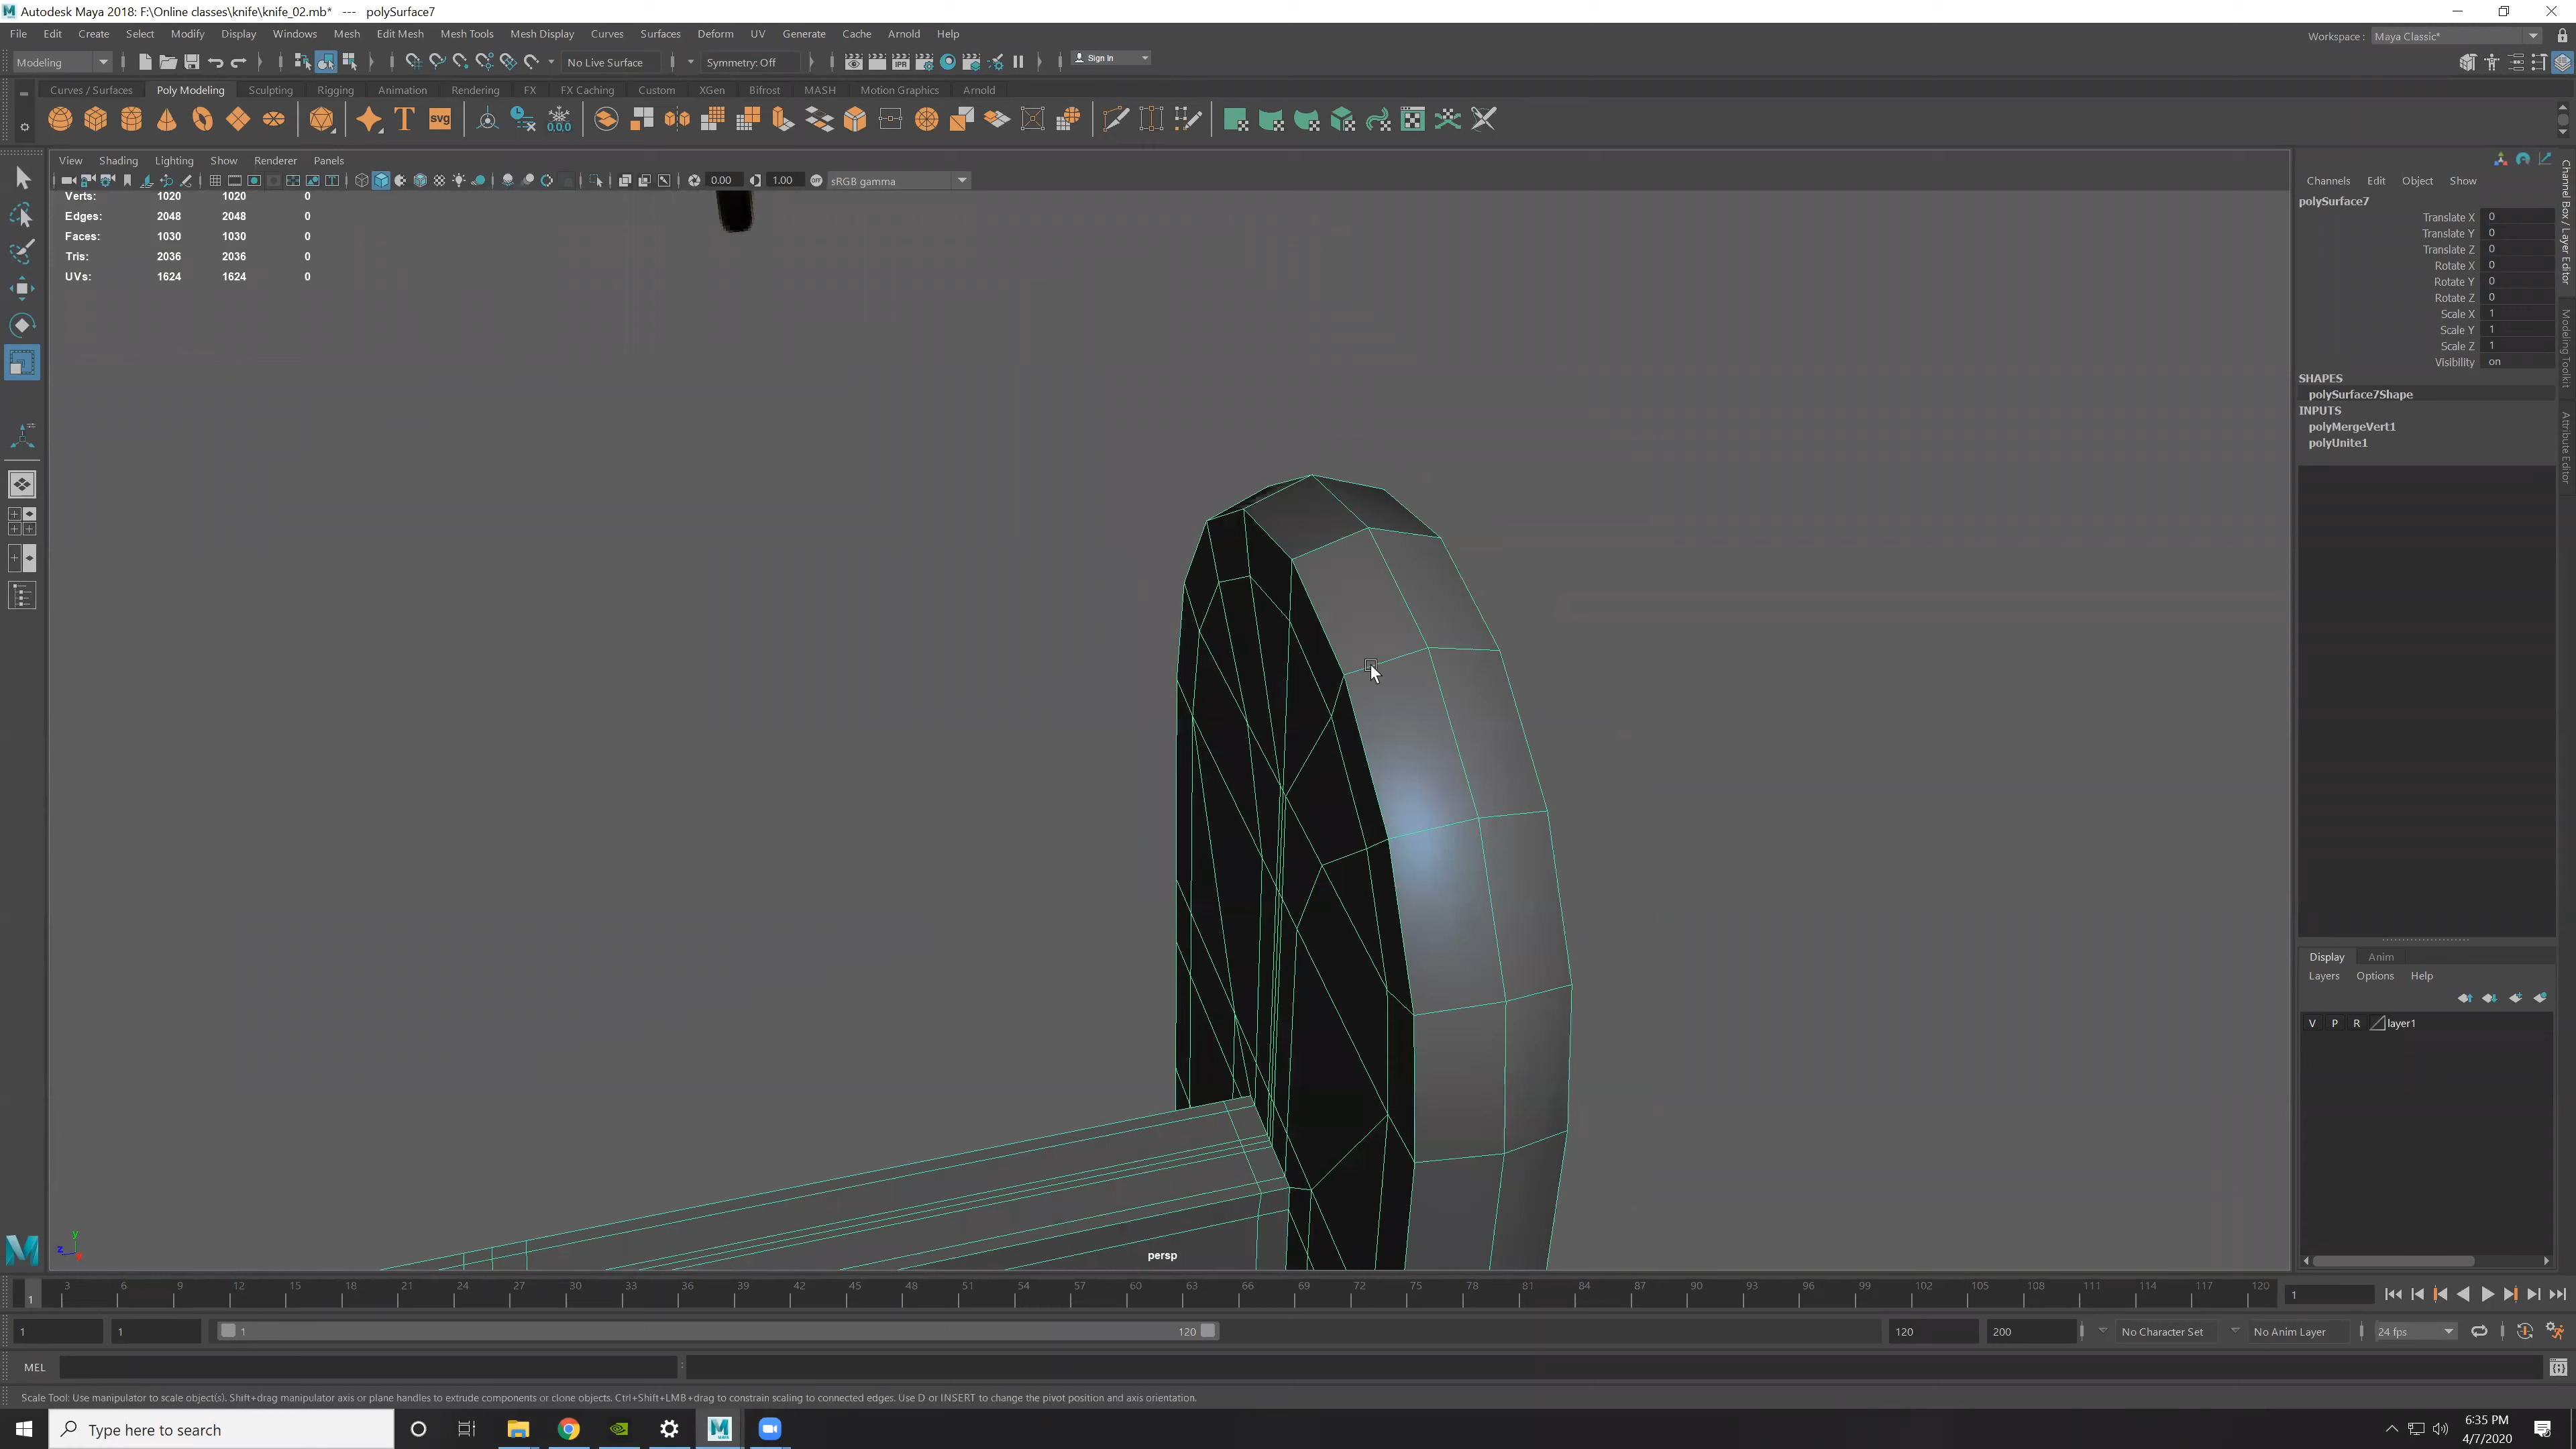 Autodesk Maya 2018: F:\Online classes\knife\knife_02.mb* --- polySurface7
File Edit Create Select Modify Display Windows Mesh Edit Mesh Mesh Tools Mesh Display Curves Surfaces Deform UV Generate Cache Arnold Help
Workspace : Maya Classic*
Modeling No Live Surface Symmetry: Off Sign In
Curves / Surfaces Poly Modeling Sculpting Rigging Animation Rendering FX FX Caching Custom XGen Bifrost MASH Motion Graphics Arnold
View Shading Lighting Show Renderer Panels
0.00 1.00 sRGB gamma
Verts: 1020 1020 0
Edges: 2048 2048 0
Faces: 1030 1030 0
Tris: 2036 2036 0
UVs: 1624 1624 0
persp
Channels Edit Object Show
polySurface7
Translate X 0
Translate Y 0
Translate Z 0
Rotate X 0
Rotate Y 0
Rotate Z 0
Scale X 1
Scale Y 1
Scale Z 1
Visibility on
SHAPES
polySurface7Shape
INPUTS
polyMergeVert1
polyUnite1
Channel Box / Layer Editor
Modeling Toolkit
Attribute Editor
Display Anim
Layers Options Help
V P R layer1
3 6 9 12 15 18 21 24 27 30 33 36 39 42 45 48 51 54 57 60 63 66 69 72 75 78 81 84 87 90 93 96 99 102 105 108 111 114 117 120
1 1
1 1 1 120 120 200 No Character Set No Anim Layer 24 fps
MEL
Scale Tool: Use manipulator to scale object(s). Shift+drag manipulator axis or plane handles to extrude components or clone objects. Ctrl+Shift+LMB+drag to constrain scaling to connected edges. Use D or INSERT to change the pivot position and axis orientation.
Type here to search
6:35 PM
4/7/2020